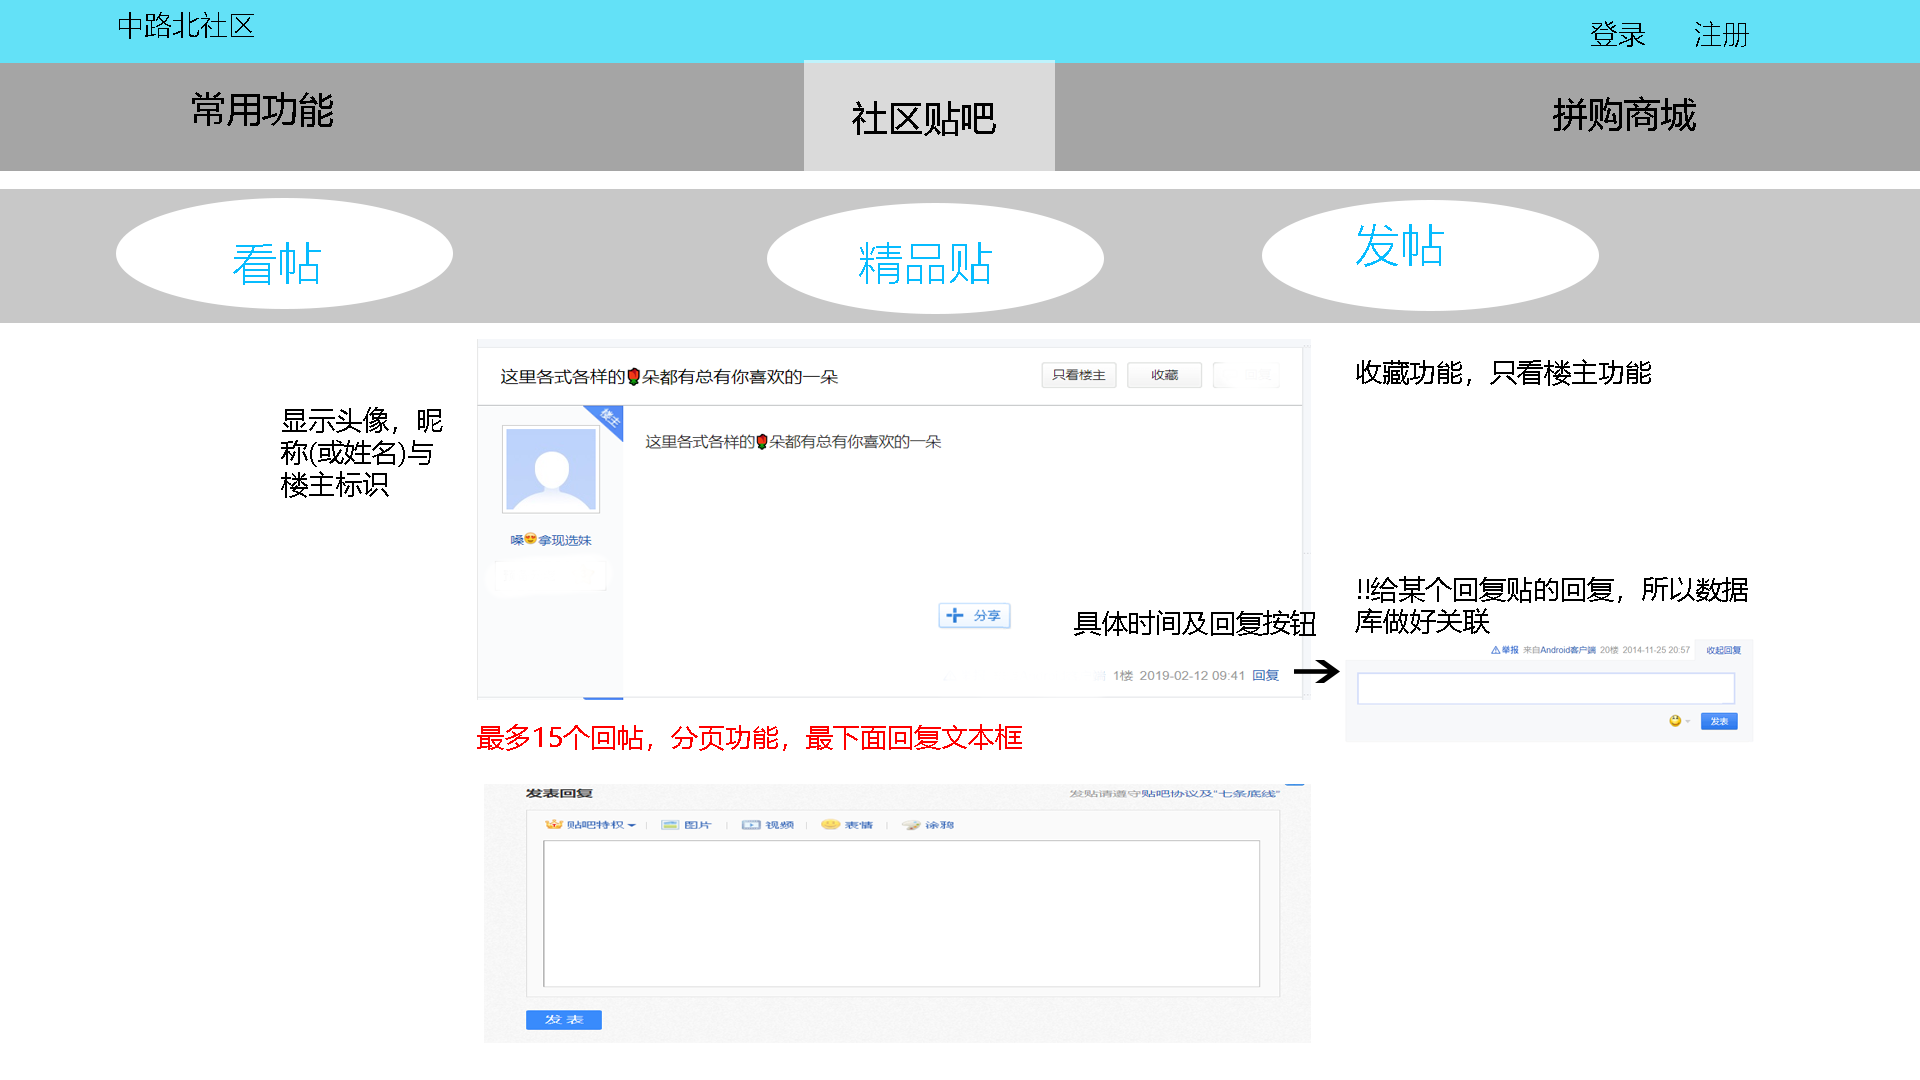 中路北社区
登录 注册
常用功能
社区贴吧
拼购商城
看帖
精品贴
发帖
这里各式各样的🌹朵都有总有你喜欢的一朵
只看楼主
收藏
收藏功能，只看楼主功能
显示头像，昵
称(或姓名)与
楼主标识
楼主
这里各式各样的🌹朵都有总有你喜欢的一朵
嗓😍拿现选妹
分享
具体时间及回复按钮
1楼 2019-02-12 09:41 回复
!!给某个回复贴的回复，所以数据
库做好关联
举报 来自Android客户端 20楼 2014-11-25 20:57 收起回复
发表
最多15个回帖，分页功能，最下面回复文本框
发表回复
发贴请遵守贴吧协议及"七条底线"
贴吧特权 图片 视频 表情 涂鸦
发表